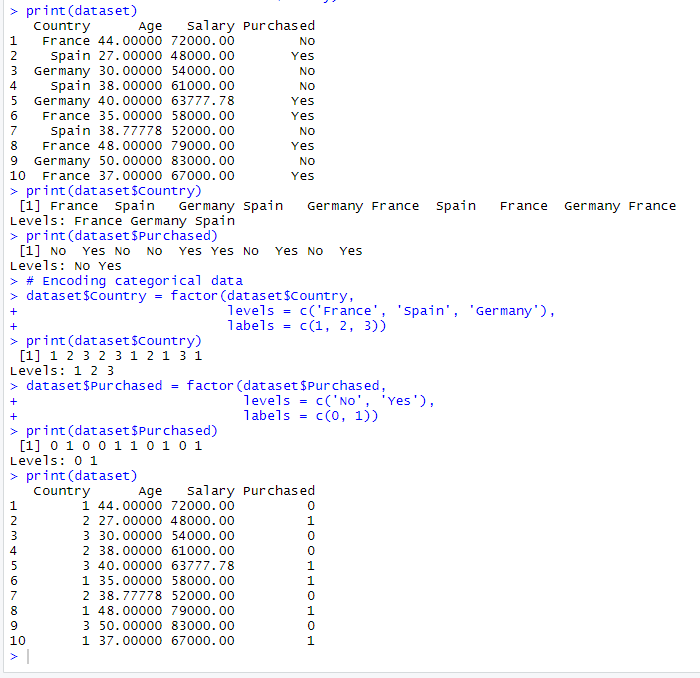 > print(dataset)
   Country      Age   Salary Purchased
1   France 44.00000 72000.00        No
2    Spain 27.00000 48000.00       Yes
3  Germany 30.00000 54000.00        No
4    Spain 38.00000 61000.00        No
5  Germany 40.00000 63777.78       Yes
6   France 35.00000 58000.00       Yes
7    Spain 38.77778 52000.00        No
8   France 48.00000 79000.00       Yes
9  Germany 50.00000 83000.00        No
10  France 37.00000 67000.00       Yes
> print(dataset$Country)
 [1] France  Spain   Germany Spain   Germany France  Spain   France  Germany France
Levels: France Germany Spain
> print(dataset$Purchased)
 [1] No  Yes No  No  Yes Yes No  Yes No  Yes
Levels: No Yes
> # Encoding categorical data
> dataset$Country = factor(dataset$Country,
+                          levels = c('France', 'Spain', 'Germany'),
+                          labels = c(1, 2, 3))
> print(dataset$Country)
 [1] 1 2 3 2 3 1 2 1 3 1
Levels: 1 2 3
> dataset$Purchased = factor(dataset$Purchased,
+                            levels = c('No', 'Yes'),
+                            labels = c(0, 1))
> print(dataset$Purchased)
 [1] 0 1 0 0 1 1 0 1 0 1
Levels: 0 1
> print(dataset)
   Country      Age   Salary Purchased
1        1 44.00000 72000.00         0
2        2 27.00000 48000.00         1
3        3 30.00000 54000.00         0
4        2 38.00000 61000.00         0
5        3 40.00000 63777.78         1
6        1 35.00000 58000.00         1
7        2 38.77778 52000.00         0
8        1 48.00000 79000.00         1
9        3 50.00000 83000.00         0
10       1 37.00000 67000.00         1
>